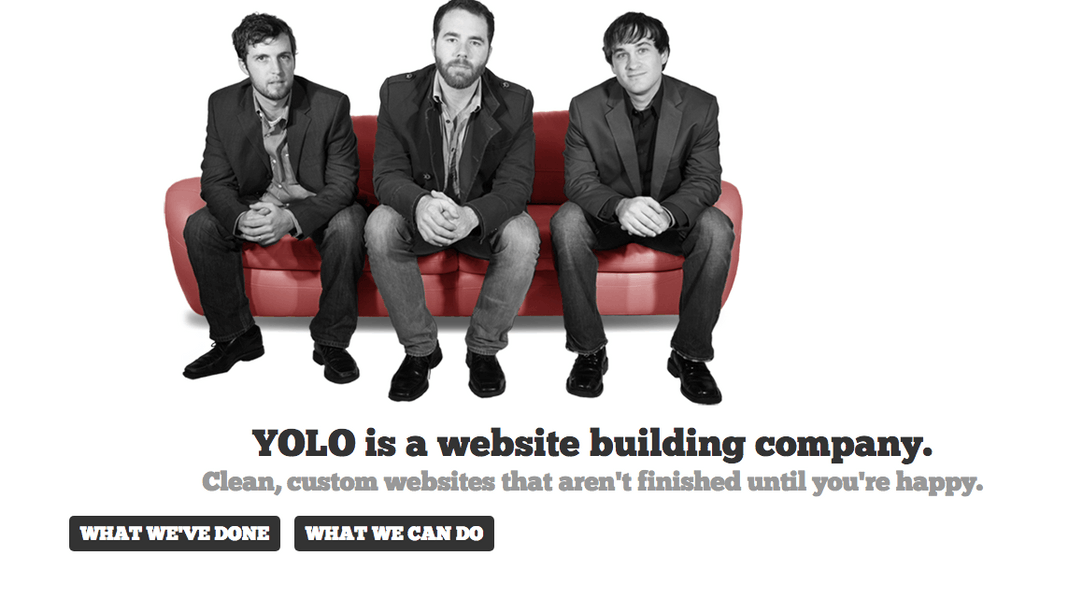 YOLO is a website building company.
Clean, custom websites that aren't finished until you're happy.
WHAT WE'VE DONE WHAT WE CAN DO